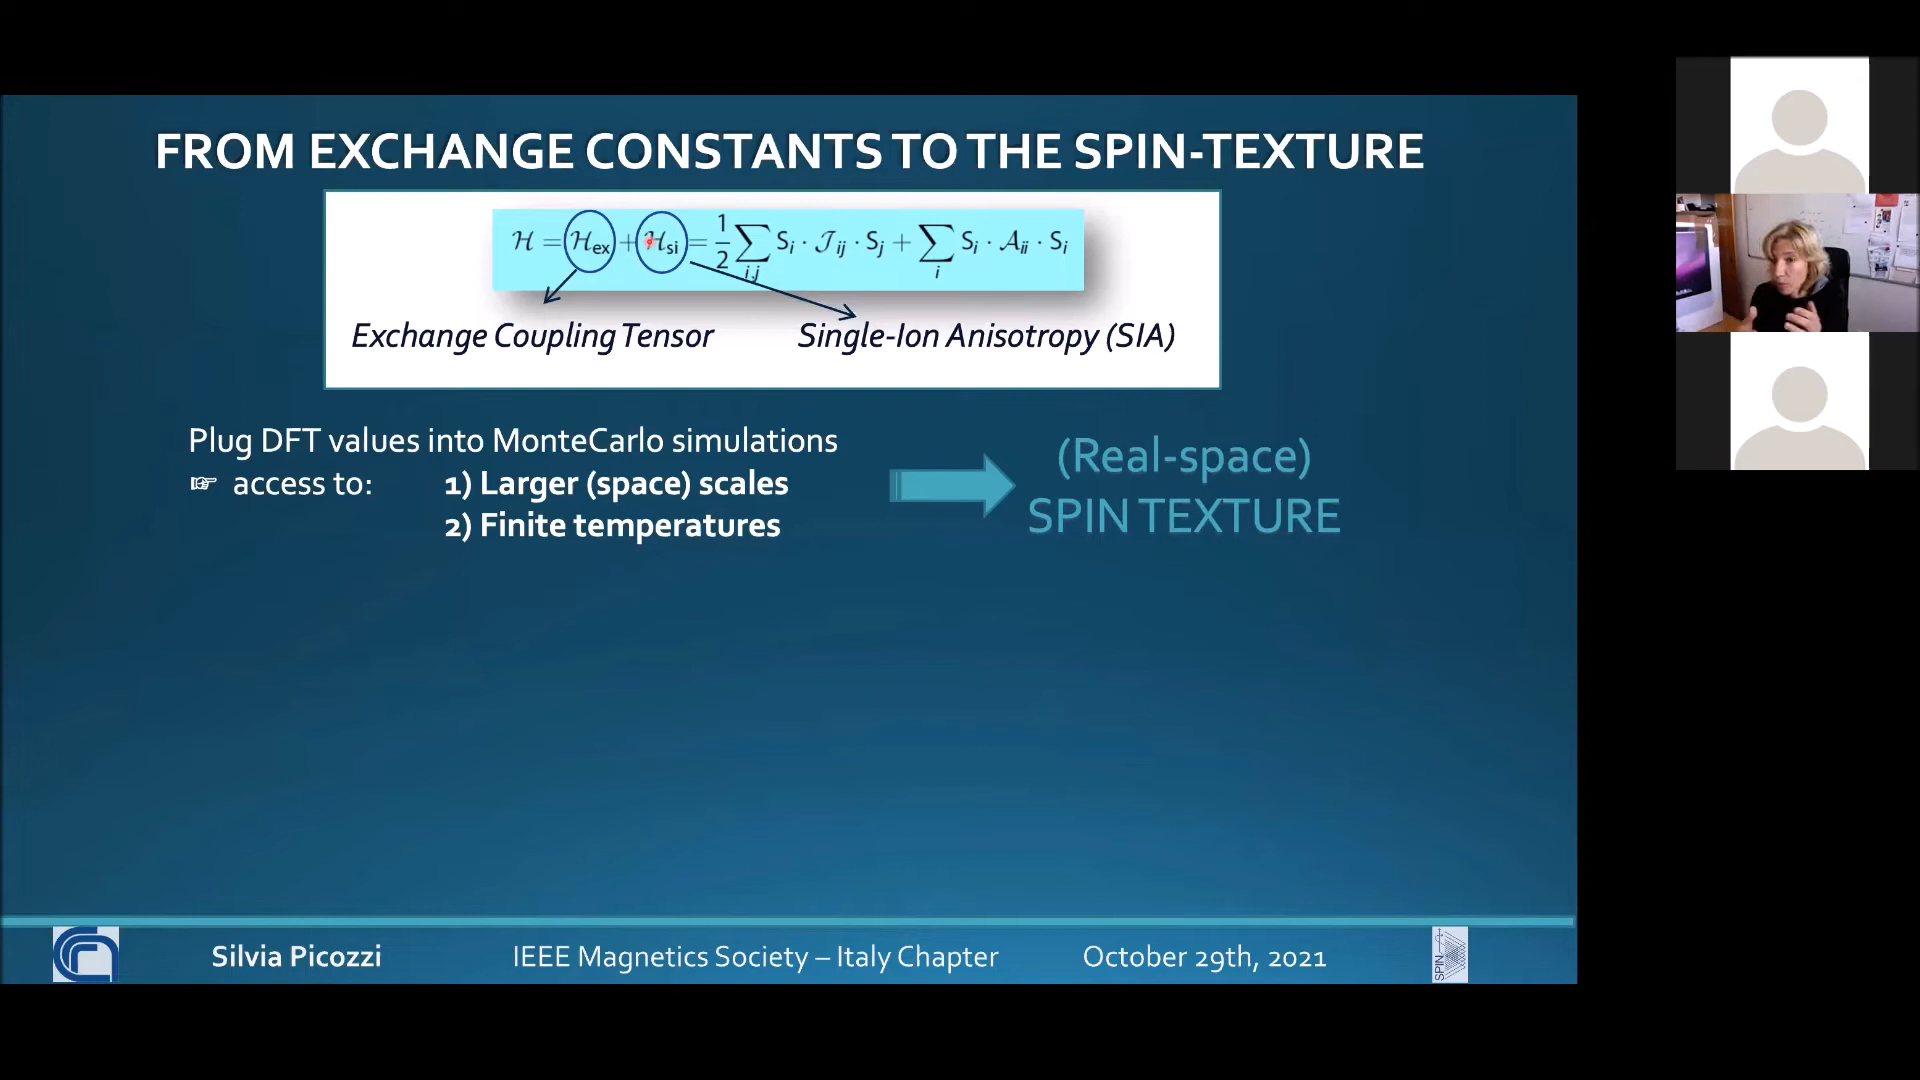 FROM EXCHANGE CONSTANTS TO THE SPIN-TEXTURE
ℋ = ℋex + ℋsi = 1/2 ∑i,j Si · 𝒥ij · Sj + ∑i Si · 𝒜ii · Si
Exchange Coupling Tensor Single-Ion Anisotropy (SIA)
Plug DFT values into MonteCarlo simulations
☞ access to: 1) Larger (space) scales
2) Finite temperatures
(Real-space)
SPIN TEXTURE
Silvia Picozzi IEEE Magnetics Society – Italy Chapter October 29th, 2021
SPIN